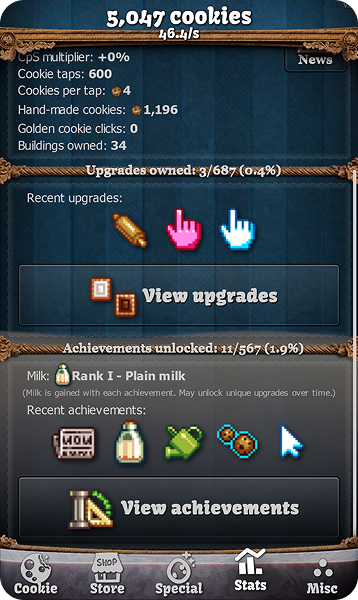 5,047 cookies
46.4/s
CpS multiplier: +0%
News
Cookie taps: 600
Cookies per tap: 4
Hand-made cookies: 1,196
Golden cookie clicks: 0
Buildings owned: 34
Upgrades owned: 3/687 (0.4%)
Recent upgrades:
View upgrades
Achievements unlocked: 11/567 (1.9%)
Milk: Rank I - Plain milk
(Milk is gained with each achievement. May unlock unique upgrades over time.)
Recent achievements:
WOW
View achievements
SHOP
Cookie Store Special Stats Misc